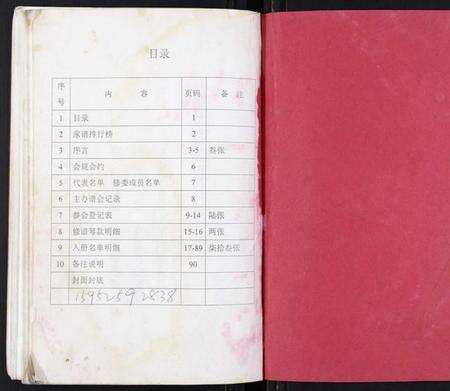 目录
序号 内 容 页码 备 注
1 目录 1
2 家谱排行榜 2
3 序言 3-5 叁张
4 会规会约 6
5 代表名单 修委成员名单 7
6 主办谱会记录 8
7 参会登记表 9-14 陆张
8 修谱筹款明细 15-16 两张
9 入册名单明细 17-89 柒拾叁张
10 备注说明 90
封面封底
15952592838